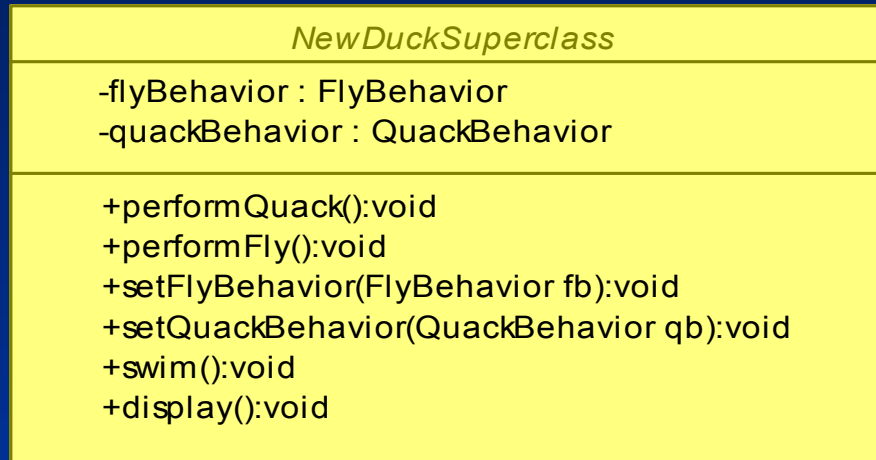 NewDuckSuperclass
-flyBehavior : FlyBehavior
-quackBehavior : QuackBehavior
+performQuack():void
+performFly():void
+setFlyBehavior(FlyBehavior fb):void
+setQuackBehavior(QuackBehavior qb):void
+swim():void
+display():void